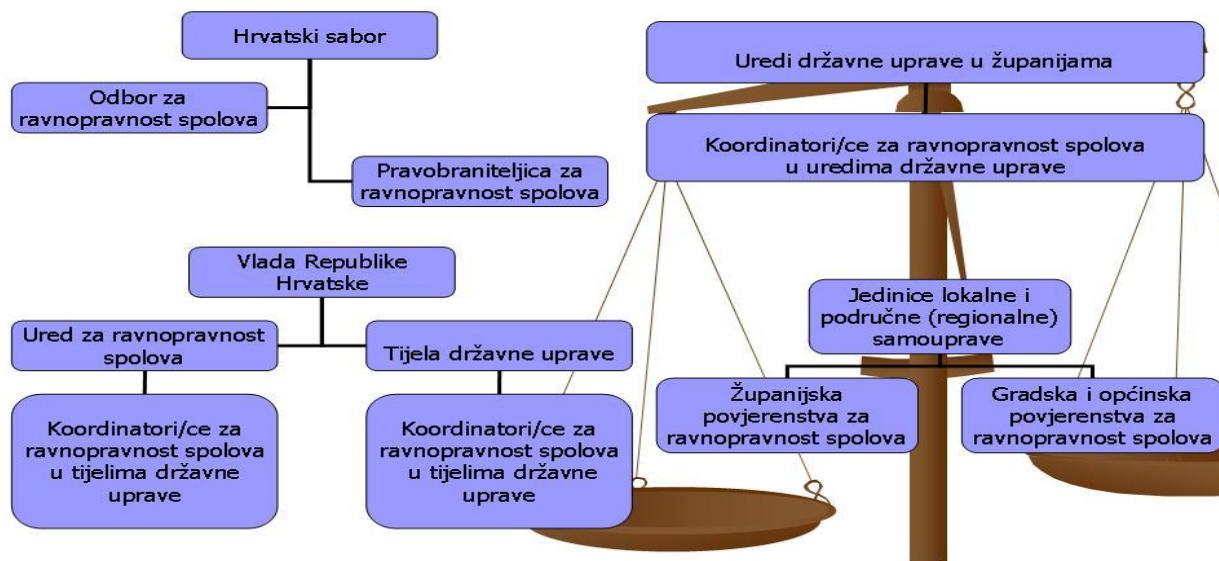 Hrvatski sabor
Odbor za
ravnopravnost spolova
Pravobraniteljica za
ravnopravnost spolova
Vlada Republike
Hrvatske
Ured za ravnopravnost
spolova
Tijela državne uprave
Koordinatori/ce za
ravnopravnost spolova
u tijelima državne
uprave
Koordinatori/ce za
ravnopravnost spolova
u tijelima državne
uprave
Uredi državne uprave u županijama
Koordinatori/ce za ravnopravnost spolova
u uredima državne uprave
Jedinice lokalne i
područne (regionalne)
samouprave
Županijska
povjerenstva za
ravnopravnost spolova
Gradska i općinska
povjerenstva za
ravnopravnost spolova